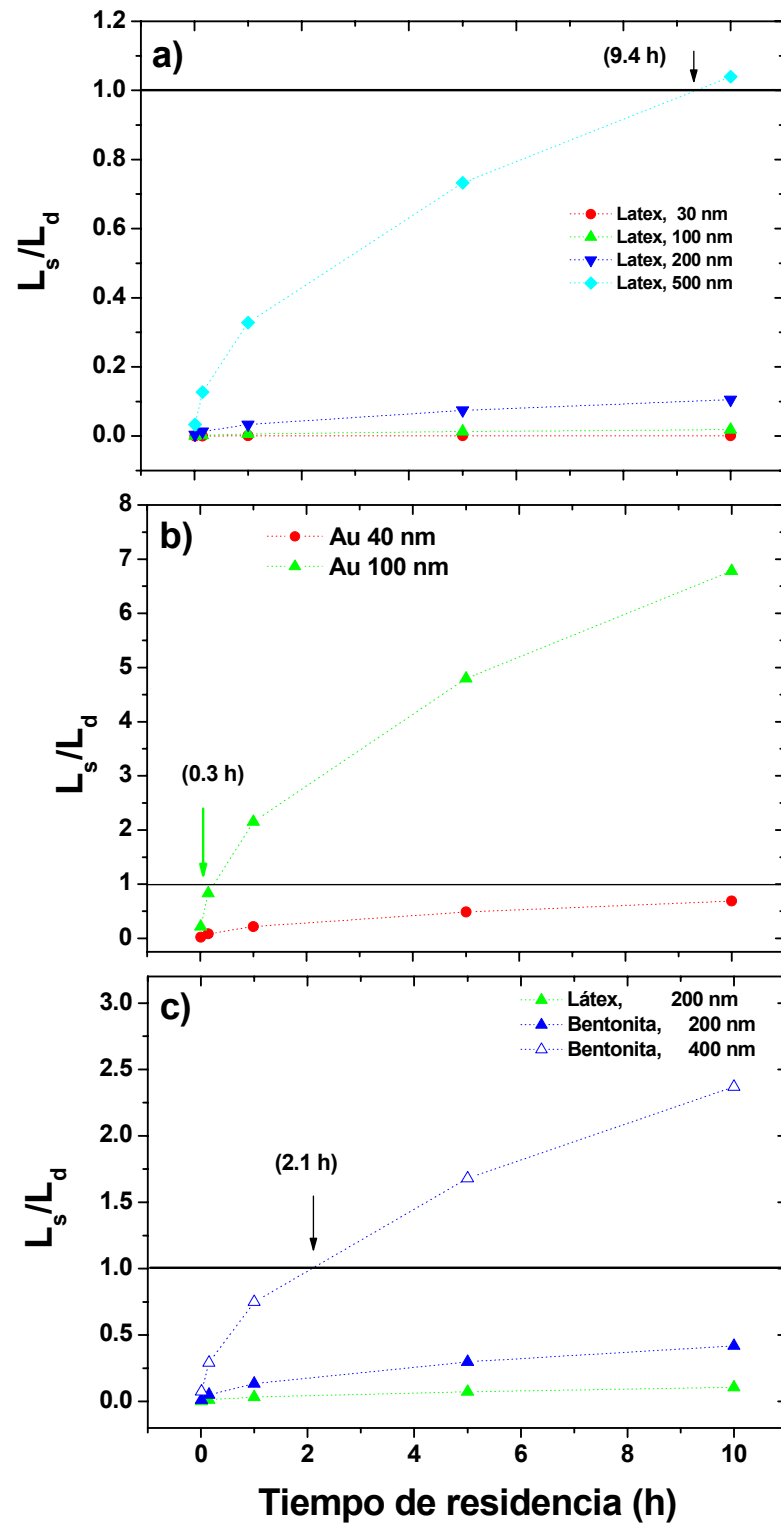 a)
(9.4 h)
1.2
1.0
0.8
0.6
0.4
0.2
0.0
Ls/Ld
Latex, 30 nm
Latex, 100 nm
Latex, 200 nm
Latex, 500 nm
b)
Au 40 nm
Au 100 nm
(0.3 h)
8
7
6
5
4
3
2
1
0
Ls/Ld
c)
Látex, 200 nm
Bentonita, 200 nm
Bentonita, 400 nm
(2.1 h)
3.0
2.5
2.0
1.5
1.0
0.5
0.0
Ls/Ld
0 2 4 6 8 10
Tiempo de residencia (h)